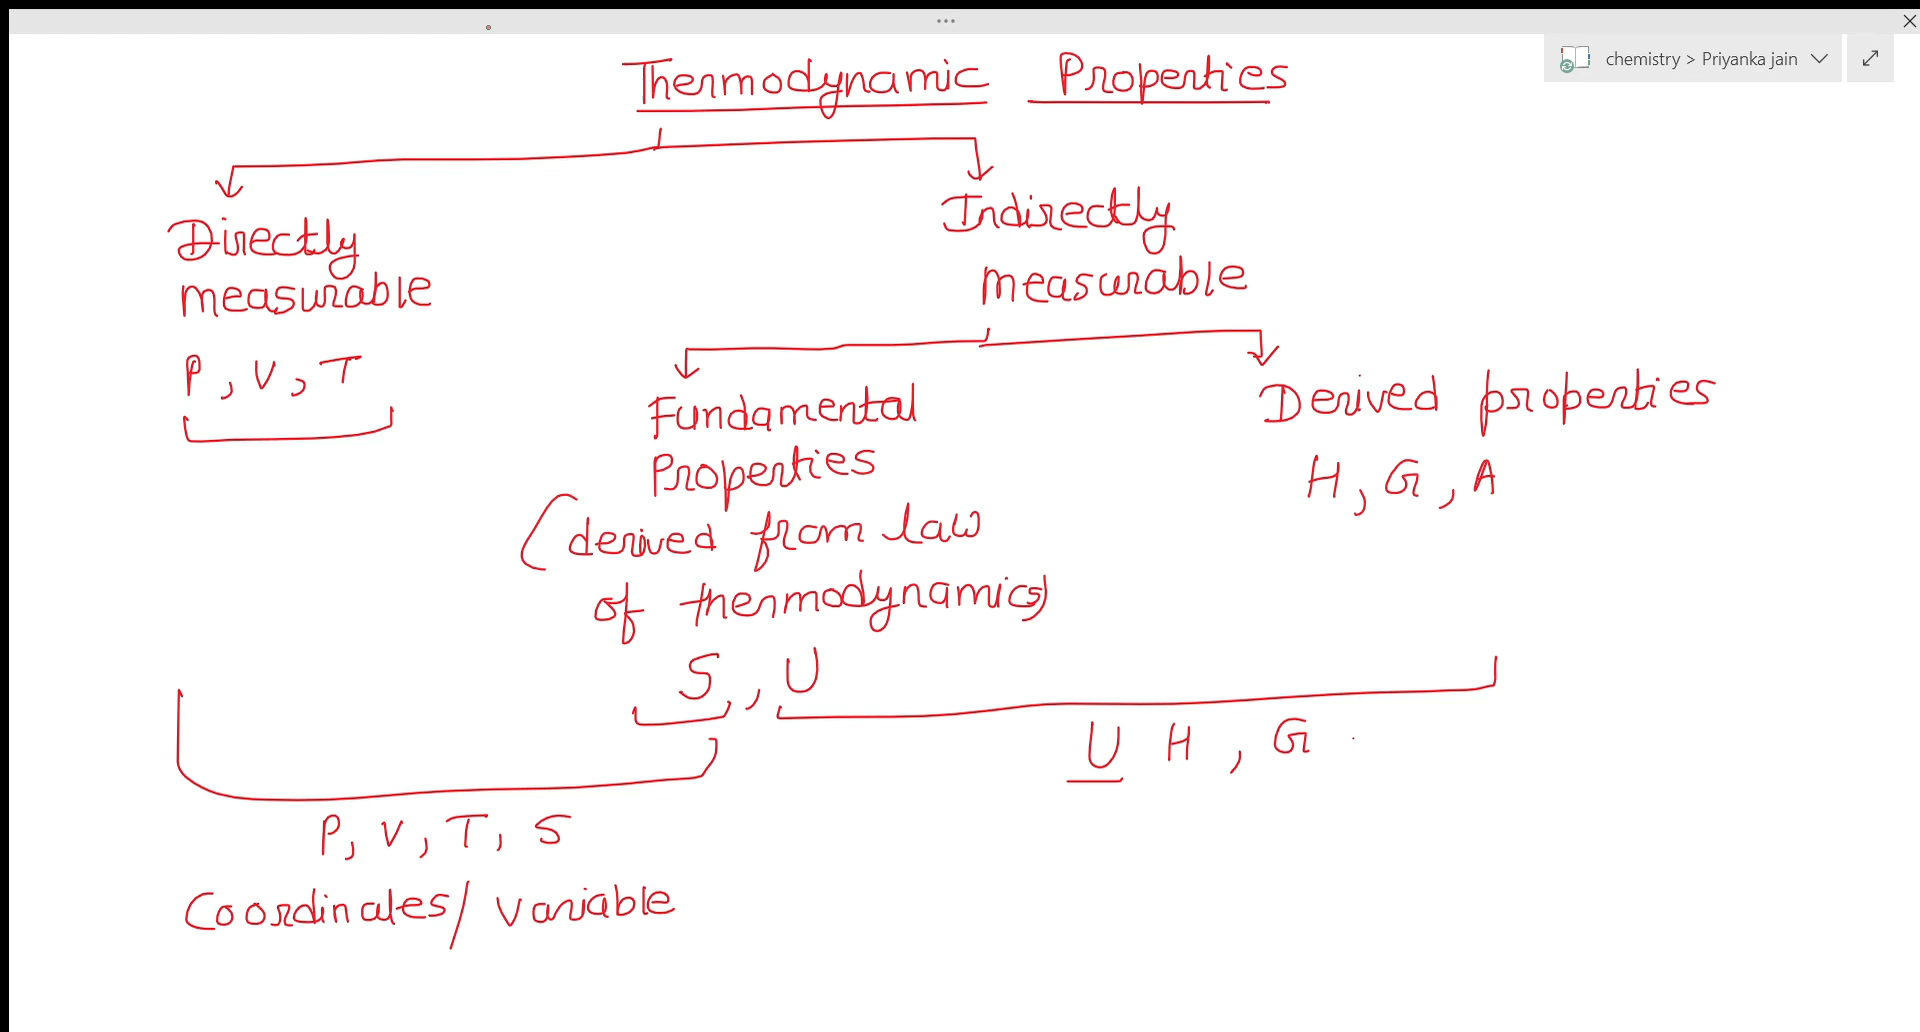 chemistry > Priyanka jain
Thermodynamic Properties
Directly
measurable
P, V, T
Indirectly
measurable
Fundamental
Properties
(derived from law
of thermodynamics)
S, U
Derived properties
H, G, A
U H, G
P, V, T, S
Coordinates/variable